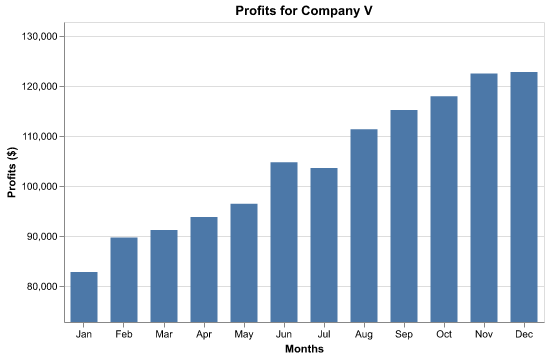 Profits for Company V
Profits ($)
130,000
120,000
110,000
100,000
90,000
80,000
Jan Feb Mar Apr May Jun Jul Aug Sep Oct Nov Dec
Months